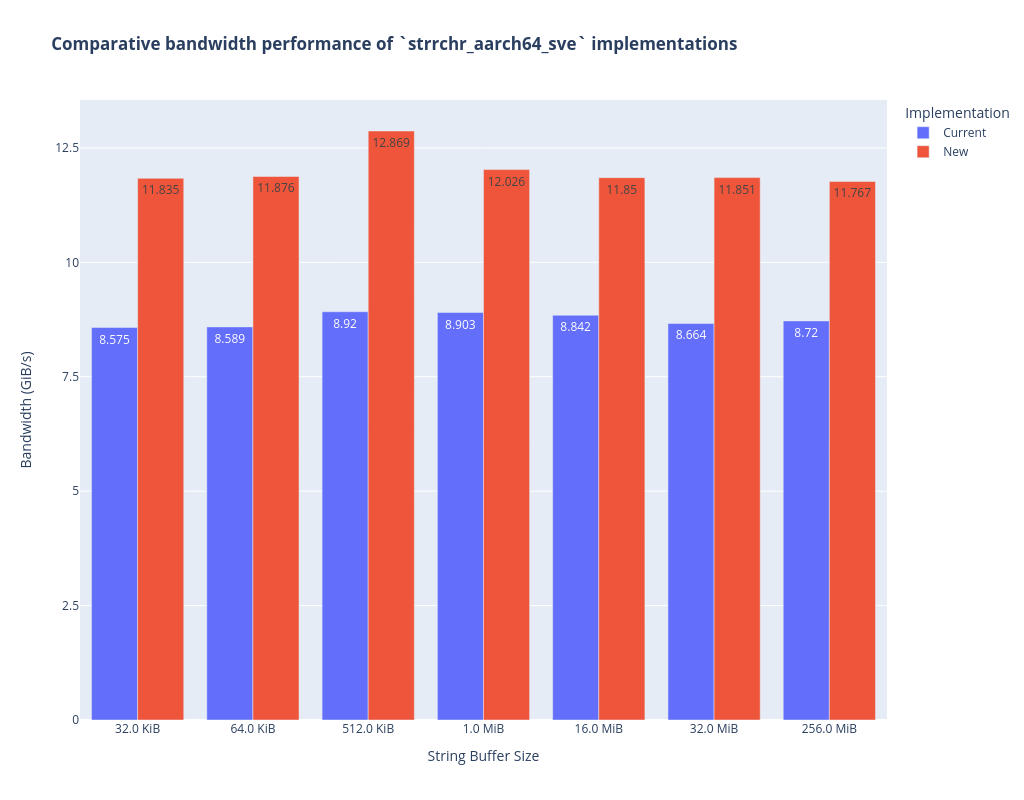 Comparative bandwidth performance of `strrchr_aarch64_sve` implementations
Implementation
Current
New
Bandwidth (GiB/s)
12.5
10
7.5
5
2.5
0
8.575
11.835
8.589
11.876
8.92
12.869
8.903
12.026
8.842
11.85
8.664
11.851
8.72
11.767
32.0 KiB
64.0 KiB
512.0 KiB
1.0 MiB
16.0 MiB
32.0 MiB
256.0 MiB
String Buffer Size